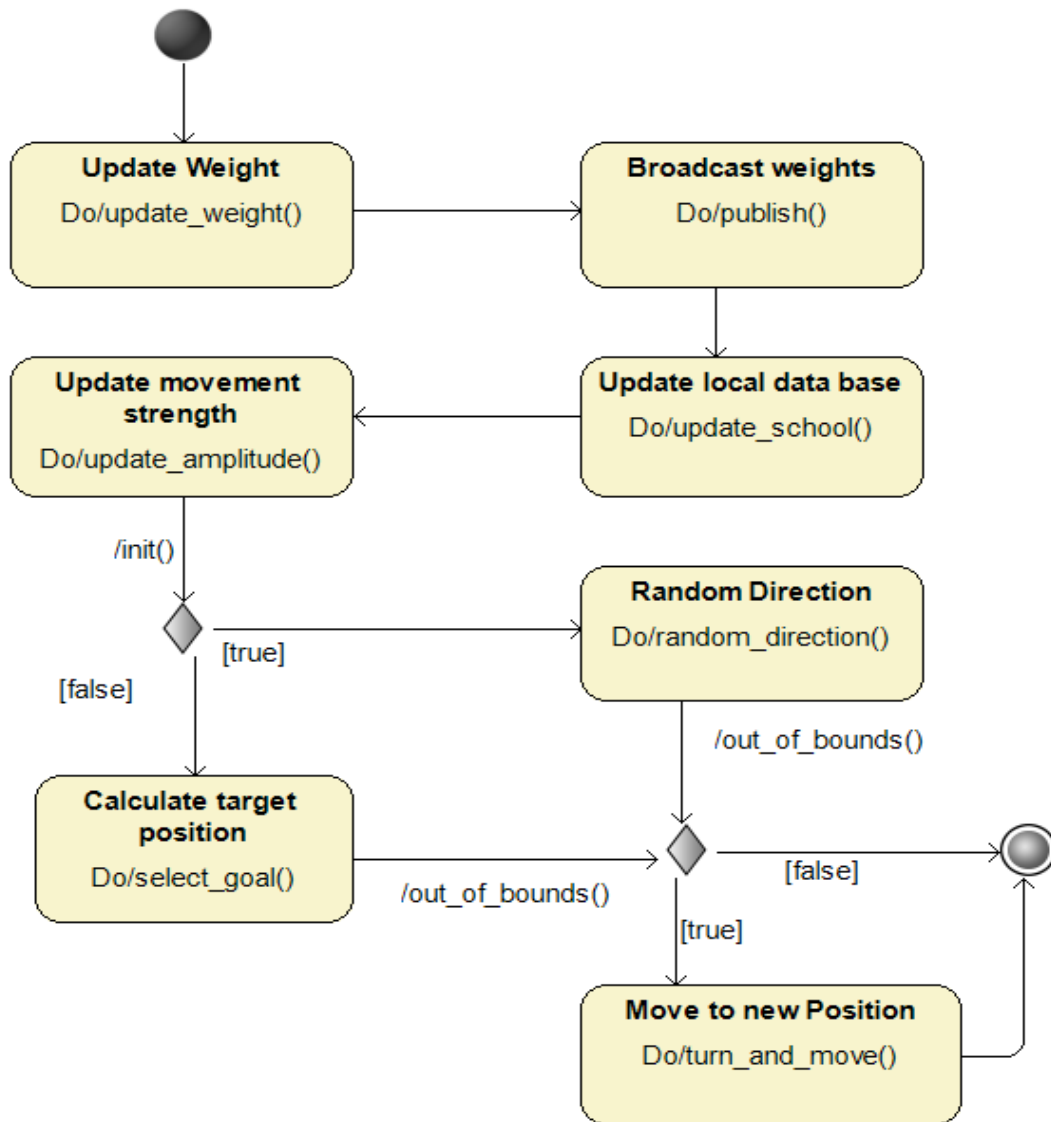 Update Weight
Do/update_weight()
Broadcast weights
Do/publish()
Update movement
strength
Do/update_amplitude()
Update local data base
Do/update_school()
/init()
Random Direction
Do/random_direction()
[true]
[false]
/out_of_bounds()
Calculate target
position
Do/select_goal()
/out_of_bounds()
[false]
[true]
Move to new Position
Do/turn_and_move()